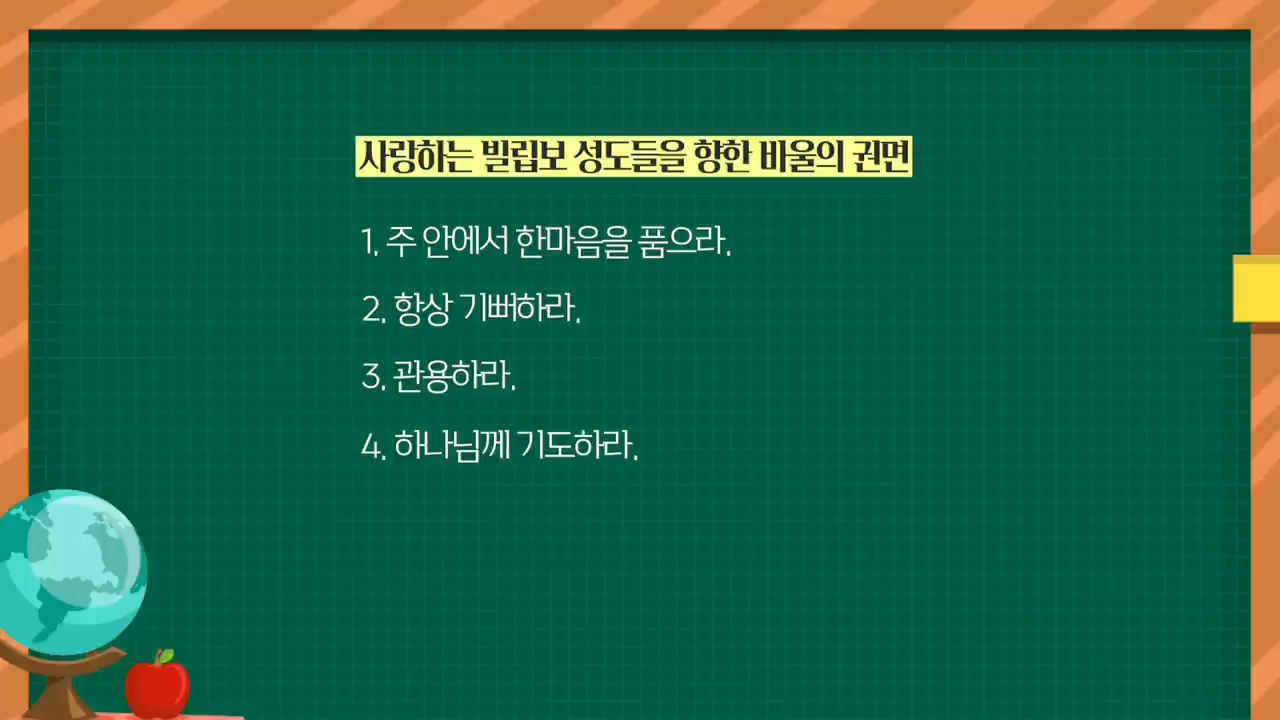 사랑하는 빌립보 성도들을 향한 바울의 권면
1. 주 안에서 한마음을 품으라.
2. 항상 기뻐하라.
3. 관용하라.
4. 하나님께 기도하라.